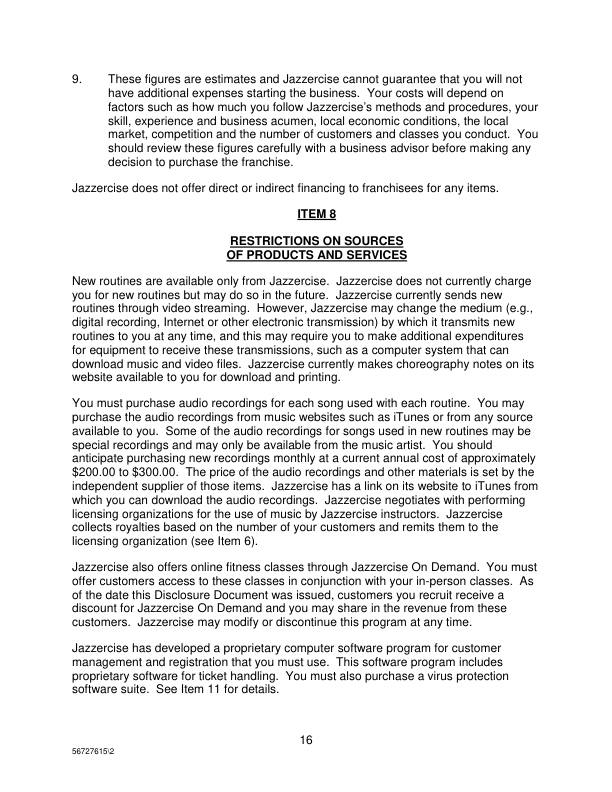 9. These figures are estimates and Jazzercise cannot guarantee that you will not
have additional expenses starting the business. Your costs will depend on
factors such as how much you follow Jazzercise's methods and procedures, your
skill, experience and business acumen, local economic conditions, the local
market, competition and the number of customers and classes you conduct. You
should review these figures carefully with a business advisor before making any
decision to purchase the franchise.
Jazzercise does not offer direct or indirect financing to franchisees for any items.
ITEM 8
RESTRICTIONS ON SOURCES
OF PRODUCTS AND SERVICES
New routines are available only from Jazzercise. Jazzercise does not currently charge
you for new routines but may do so in the future. Jazzercise currently sends new
routines through video streaming. However, Jazzercise may change the medium (e.g.,
digital recording, Internet or other electronic transmission) by which it transmits new
routines to you at any time, and this may require you to make additional expenditures
for equipment to receive these transmissions, such as a computer system that can
download music and video files. Jazzercise currently makes choreography notes on its
website available to you for download and printing.
You must purchase audio recordings for each song used with each routine. You may
purchase the audio recordings from music websites such as iTunes or from any source
available to you. Some of the audio recordings for songs used in new routines may be
special recordings and may only be available from the music artist. You should
anticipate purchasing new recordings monthly at a current annual cost of approximately
$200.00 to $300.00. The price of the audio recordings and other materials is set by the
independent supplier of those items. Jazzercise has a link on its website to iTunes from
which you can download the audio recordings. Jazzercise negotiates with performing
licensing organizations for the use of music by Jazzercise instructors. Jazzercise
collects royalties based on the number of your customers and remits them to the
licensing organization (see Item 6).
Jazzercise also offers online fitness classes through Jazzercise On Demand. You must
offer customers access to these classes in conjunction with your in-person classes. As
of the date this Disclosure Document was issued, customers you recruit receive a
discount for Jazzercise On Demand and you may share in the revenue from these
customers. Jazzercise may modify or discontinue this program at any time.
Jazzercise has developed a proprietary computer software program for customer
management and registration that you must use. This software program includes
proprietary software for ticket handling. You must also purchase a virus protection
software suite. See Item 11 for details.
16
56727615\2